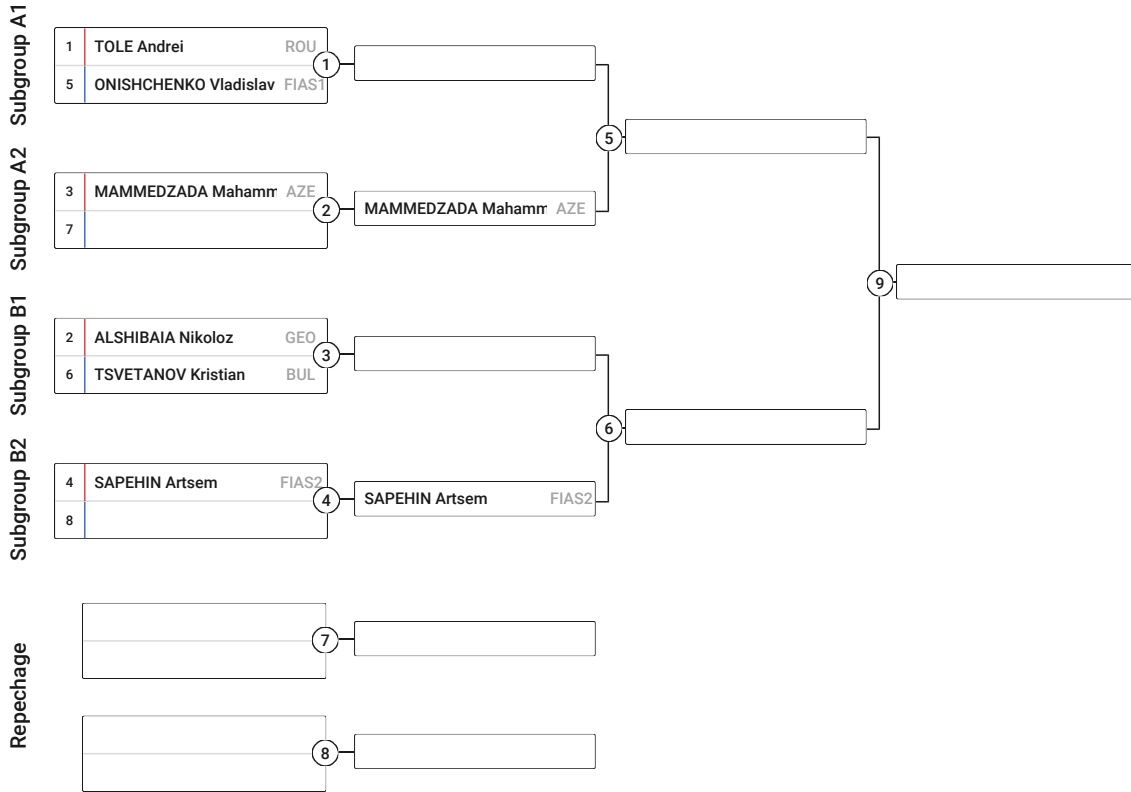 Subgroup A1
1 TOLE Andrei ROU
5 ONISHCHENKO Vladislav FIAS1
1
5
Subgroup A2
3 MAMMEDZADA Mahamm AZE
7
2
MAMMEDZADA Mahamm AZE
9
Subgroup B1
2 ALSHIBAIA Nikoloz GEO
6 TSVETANOV Kristian BUL
3
6
Subgroup B2
4 SAPEHIN Artsem FIAS2
8
4
SAPEHIN Artsem FIAS2
Repechage
7
8